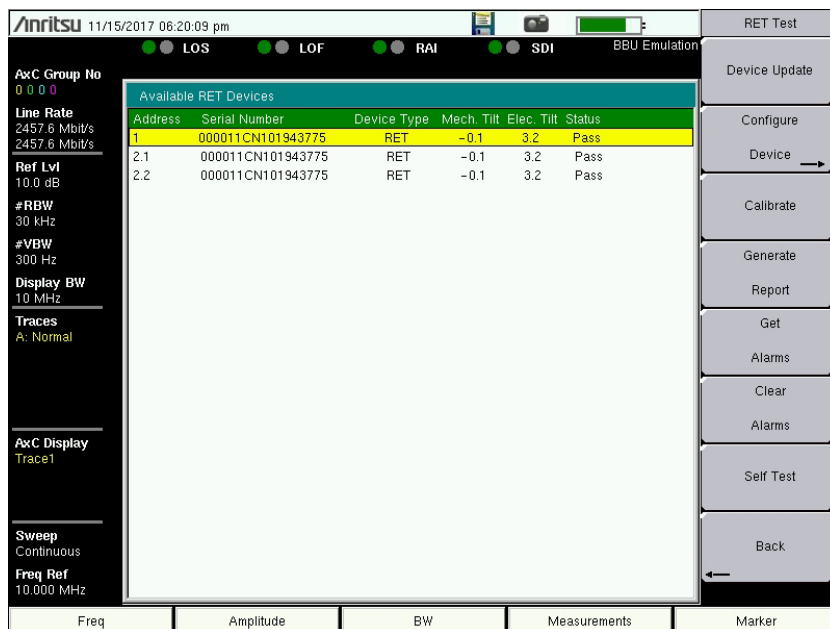 Anritsu 11/15/2017 06:20:09 pm
RET Test
LOS LOF RAI SDI BBU Emulation
AxC Group No
0 0 0 0
Line Rate
2457.6 Mbit/s
2457.6 Mbit/s
Ref Lvl
10.0 dB
#RBW
30 kHz
#VBW
300 Hz
Display BW
10 MHz
Traces
A: Normal
AxC Display
Trace1
Sweep
Continuous
Freq Ref
10.000 MHz
Available RET Devices
Address Serial Number Device Type Mech. Tilt Elec. Tilt Status
1 000011CN101943775 RET -0.1 3.2 Pass
2.1 000011CN101943775 RET -0.1 3.2 Pass
2.2 000011CN101943775 RET -0.1 3.2 Pass
Device Update
Configure
Device
Calibrate
Generate
Report
Get
Alarms
Clear
Alarms
Self Test
Back
Freq Amplitude BW Measurements Marker